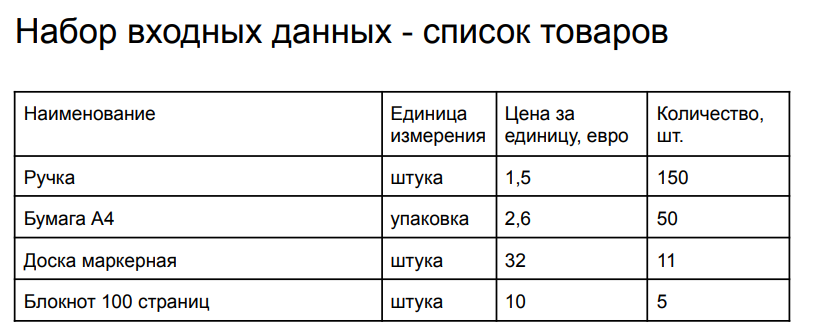 Набор входных данных - список товаров
Наименование Единица измерения Цена за единицу, евро Количество, шт.
Ручка штука 1,5 150
Бумага А4 упаковка 2,6 50
Доска маркерная штука 32 11
Блокнот 100 страниц штука 10 5